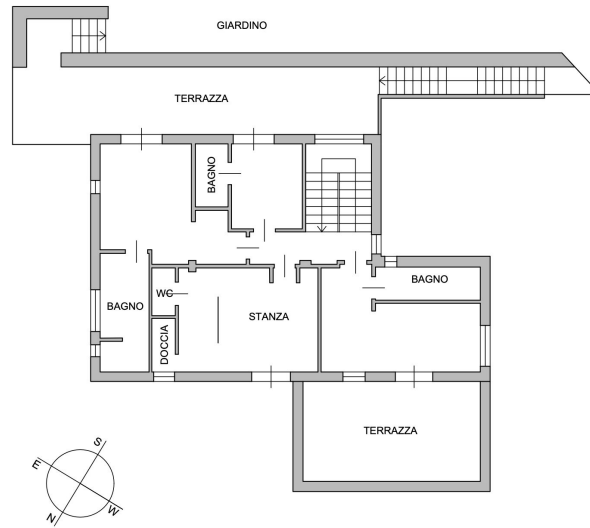 GIARDINO
TERRAZZA
BAGNO
BAGNO
WC
BAGNO
STANZA
DOCCIA
TERRAZZA
S
E
W
N